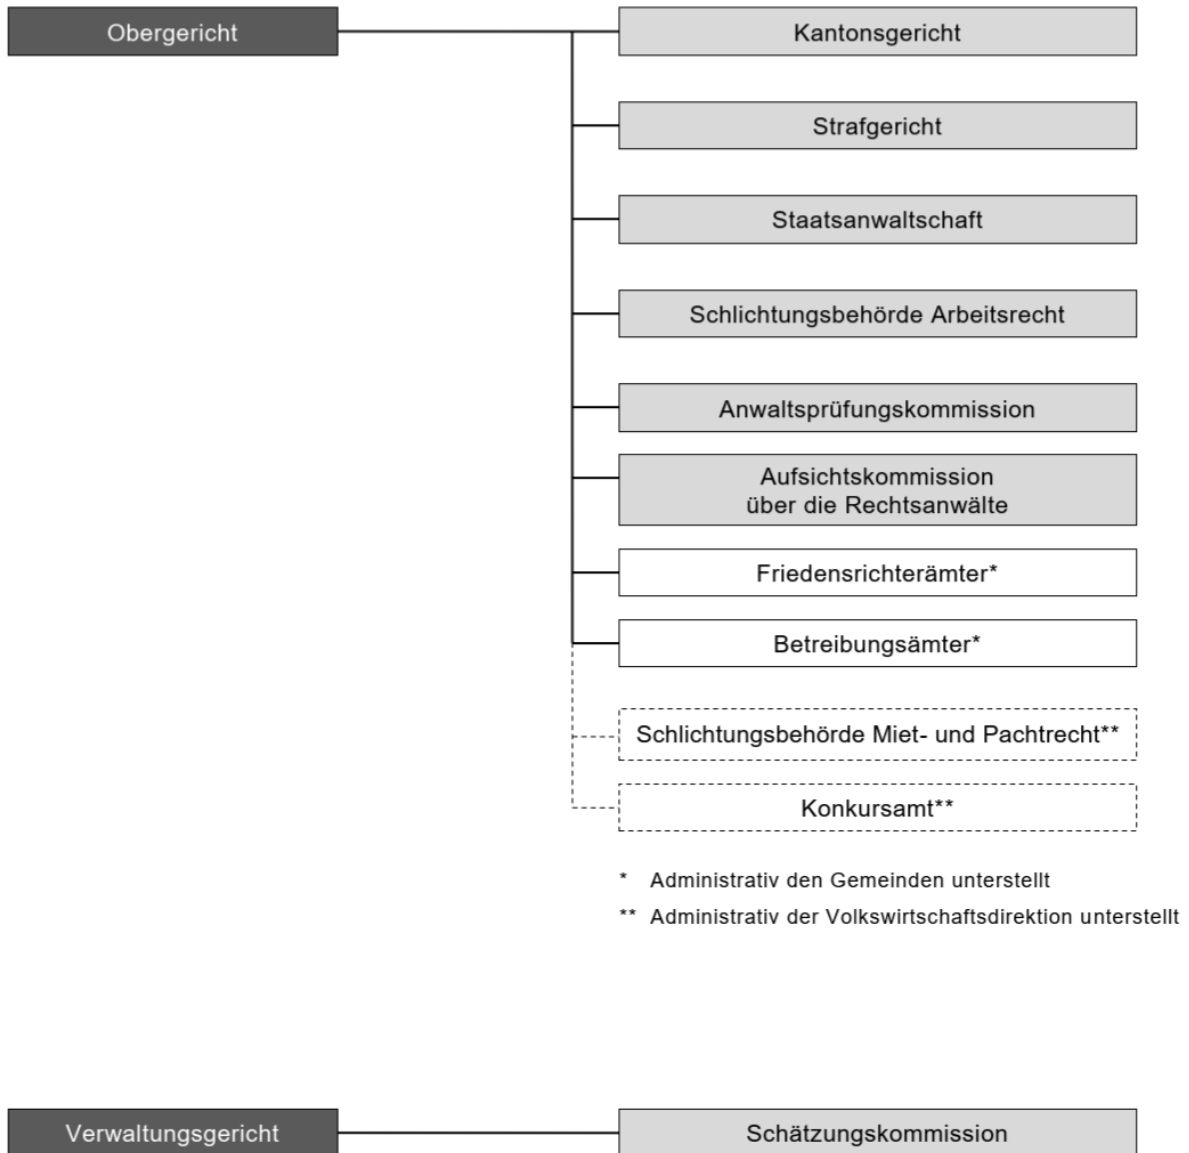 Obergericht
Kantonsgericht
Strafgericht
Staatsanwaltschaft
Schlichtungsbehörde Arbeitsrecht
Anwaltsprüfungskommission
Aufsichtskommission
über die Rechtsanwälte
Friedensrichterämter*
Betreibungsämter*
Schlichtungsbehörde Miet- und Pachtrecht**
Konkursamt**
* Administrativ den Gemeinden unterstellt
** Administrativ der Volkswirtschaftsdirektion unterstellt
Verwaltungsgericht
Schätzungskommission